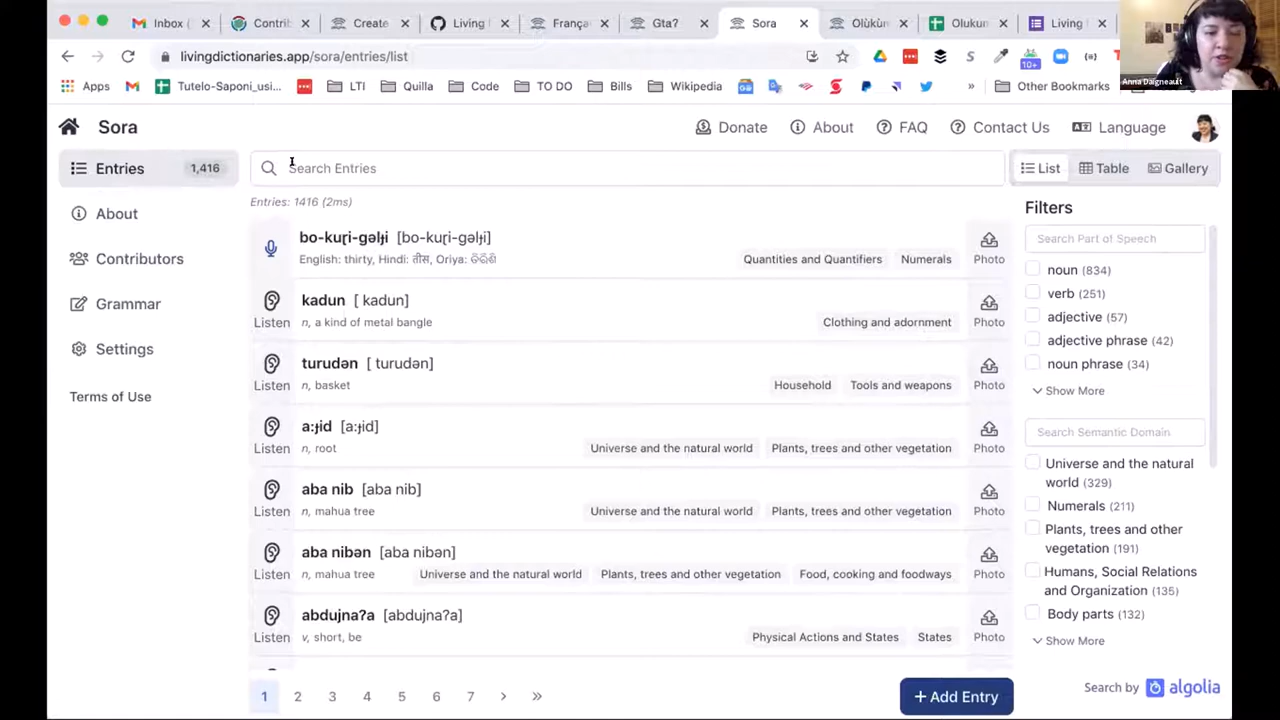 Inbox (
Contrib
Create
Living f
França
Gta?
Sora
Olùkùn
Olukun
Living
livingdictionaries.app/sora/entries/list
10+
Anna Daigneault
Apps
Tutelo-Saponi_usi...
LTI
Quilla
Code
TO DO
Bills
Wikipedia
»
Other Bookmarks
Sora
Donate
About
FAQ
Contact Us
Language
Entries 1,416
Search Entries
List
Table
Gallery
About
Contributors
Grammar
Settings
Terms of Use
Entries: 1416 (2ms)
bo-kuɽi-gəlɟi [bo-kuɽi-gəlɟi]
English: thirty, Hindi: तीस, Oriya: ତିରିଶି
Quantities and Quantifiers Numerals
Photo
kadun [ kadun]
Listen n, a kind of metal bangle
Clothing and adornment
Photo
turudən [ turudən]
Listen n, basket
Household Tools and weapons
Photo
a:ɟid [a:ɟid]
Listen n, root
Universe and the natural world Plants, trees and other vegetation
Photo
aba nib [aba nib]
Listen n, mahua tree
Universe and the natural world Plants, trees and other vegetation
Photo
aba nibən [aba nibən]
Listen n, mahua tree
Universe and the natural world Plants, trees and other vegetation Food, cooking and foodways
Photo
abdujnaʔa [abdujnaʔa]
Listen v, short, be
Physical Actions and States States
Photo
1 2 3 4 5 6 7 › »
+ Add Entry
Filters
Search Part of Speech
noun (834)
verb (251)
adjective (57)
adjective phrase (42)
noun phrase (34)
Show More
Search Semantic Domain
Universe and the natural
world (329)
Numerals (211)
Plants, trees and other
vegetation (191)
Humans, Social Relations
and Organization (135)
Body parts (132)
Show More
Search by algolia